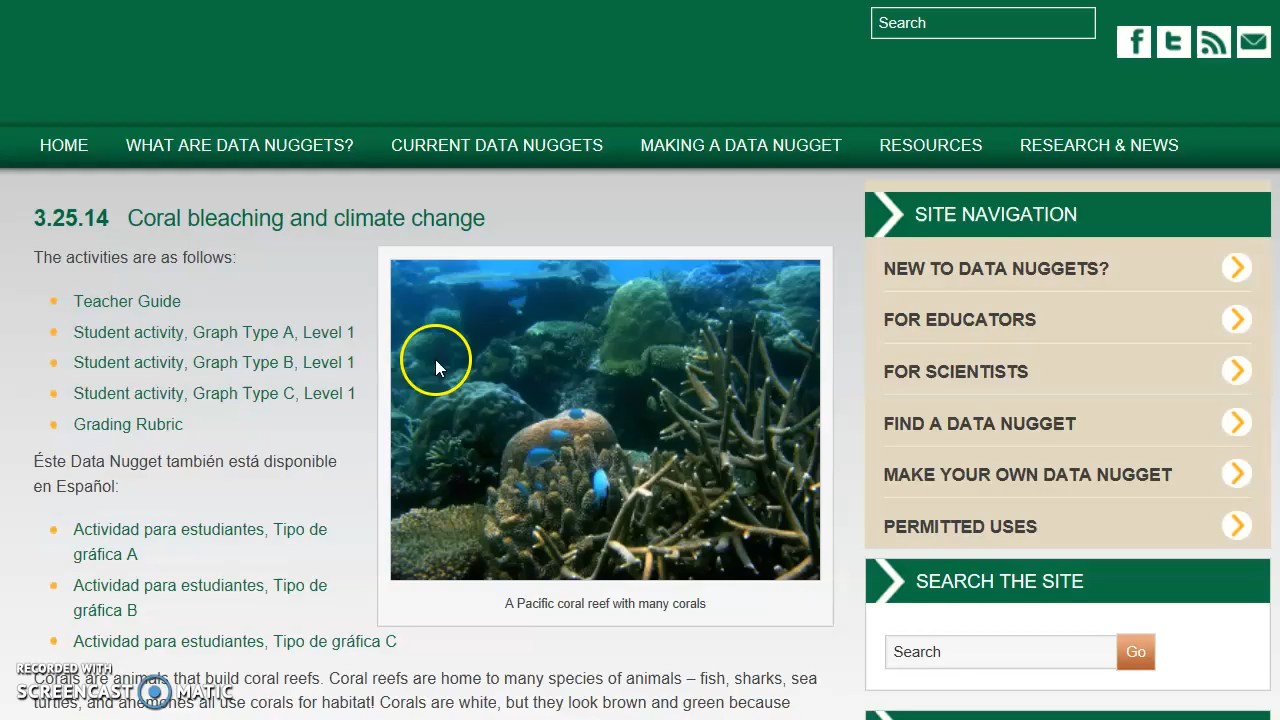 Search
HOME WHAT ARE DATA NUGGETS? CURRENT DATA NUGGETS MAKING A DATA NUGGET RESOURCES RESEARCH & NEWS
3.25.14 Coral bleaching and climate change
The activities are as follows:
Teacher Guide
Student activity, Graph Type A, Level 1
Student activity, Graph Type B, Level 1
Student activity, Graph Type C, Level 1
Grading Rubric
Éste Data Nugget también está disponible
en Español:
Actividad para estudiantes, Tipo de
gráfica A
Actividad para estudiantes, Tipo de
gráfica B
Actividad para estudiantes, Tipo de gráfica C
A Pacific coral reef with many corals
Corals are animals that build coral reefs. Coral reefs are home to many species of animals – fish, sharks, sea
turtles, and anemones all use corals for habitat! Corals are white, but they look brown and green because
RECORDED WITH
SCREENCAST MATIC
SITE NAVIGATION
NEW TO DATA NUGGETS?
FOR EDUCATORS
FOR SCIENTISTS
FIND A DATA NUGGET
MAKE YOUR OWN DATA NUGGET
PERMITTED USES
SEARCH THE SITE
Search Go